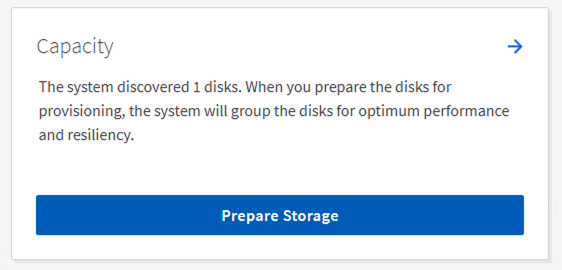 Capacity
The system discovered 1 disks. When you prepare the disks for
provisioning, the system will group the disks for optimum performance
and resiliency.
Prepare Storage